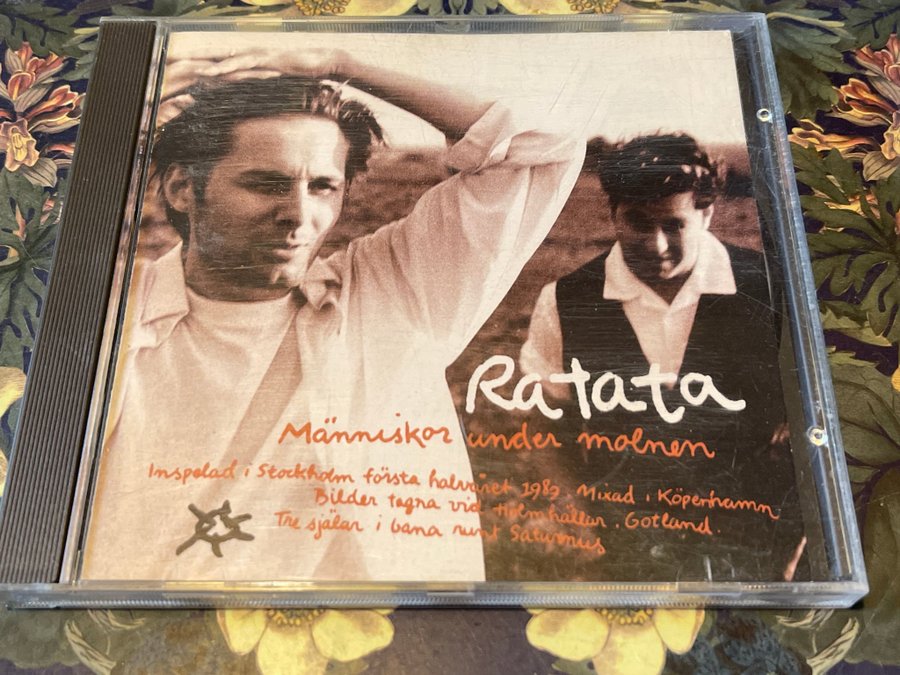 Ratata
Människor under molnen
Inspelad i Stockholm första halvåret 1989. Mixad i Köpenhamn
Bilder tagna vid Holmhällar, Gotland.
Tre själar i bana runt Saturnus